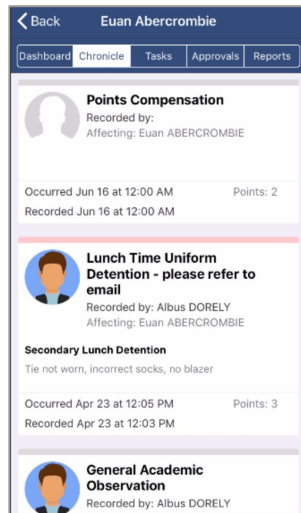 Back Euan Abercrombie
Dashboard Chronicle Tasks Approvals Reports
Points Compensation
Recorded by:
Affecting: Euan ABERCROMBIE
Occurred Jun 16 at 12:00 AM Points: 2
Recorded Jun 16 at 12:00 AM
Lunch Time Uniform
Detention - please refer to
email
Recorded by: Albus DORELY
Affecting: Euan ABERCROMBIE
Secondary Lunch Detention
Tie not worn, incorrect socks, no blazer
Occurred Apr 23 at 12:05 PM Points: 3
Recorded Apr 23 at 12:03 PM
General Academic
Observation
Recorded by: Albus DORELY